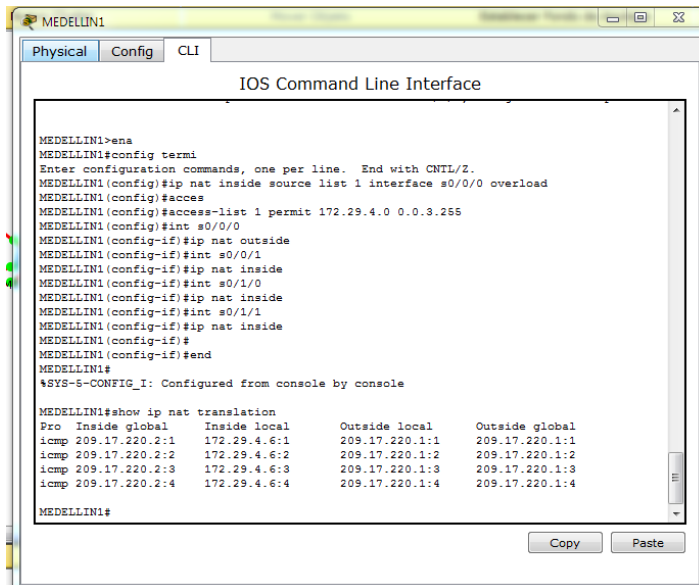 MEDELLIN1
Physical Config CLI
IOS Command Line Interface
MEDELLIN1>ena
MEDELLIN1#config termi
Enter configuration commands, one per line.  End with CNTL/Z.
MEDELLIN1(config)#ip nat inside source list 1 interface s0/0/0 overload
MEDELLIN1(config)#acces
MEDELLIN1(config)#access-list 1 permit 172.29.4.0 0.0.3.255
MEDELLIN1(config)#int s0/0/0
MEDELLIN1(config-if)#ip nat outside
MEDELLIN1(config-if)#int s0/0/1
MEDELLIN1(config-if)#ip nat inside
MEDELLIN1(config-if)#int s0/1/0
MEDELLIN1(config-if)#ip nat inside
MEDELLIN1(config-if)#int s0/1/1
MEDELLIN1(config-if)#ip nat inside
MEDELLIN1(config-if)#
MEDELLIN1(config-if)#end
MEDELLIN1#
%SYS-5-CONFIG_I: Configured from console by console
MEDELLIN1#show ip nat translation
Pro  Inside global     Inside local       Outside local      Outside global
icmp 209.17.220.2:1    172.29.4.6:1       209.17.220.1:1     209.17.220.1:1
icmp 209.17.220.2:2    172.29.4.6:2       209.17.220.1:2     209.17.220.1:2
icmp 209.17.220.2:3    172.29.4.6:3       209.17.220.1:3     209.17.220.1:3
icmp 209.17.220.2:4    172.29.4.6:4       209.17.220.1:4     209.17.220.1:4
MEDELLIN1#
Copy Paste